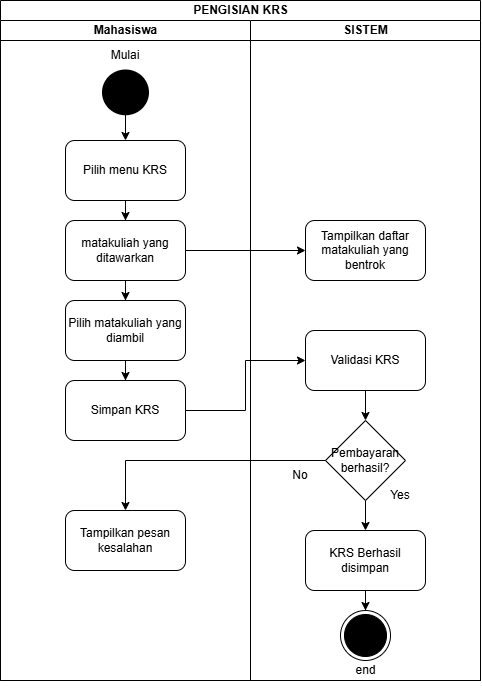 PENGISIAN KRS
Mahasiswa
SISTEM
Mulai
Pilih menu KRS
matakuliah yang
ditawarkan
Tampilkan daftar
matakuliah yang
bentrok
Pilih matakuliah yang
diambil
Simpan KRS
Validasi KRS
Pembayaran
berhasil?
No
Yes
Tampilkan pesan
kesalahan
KRS Berhasil
disimpan
end